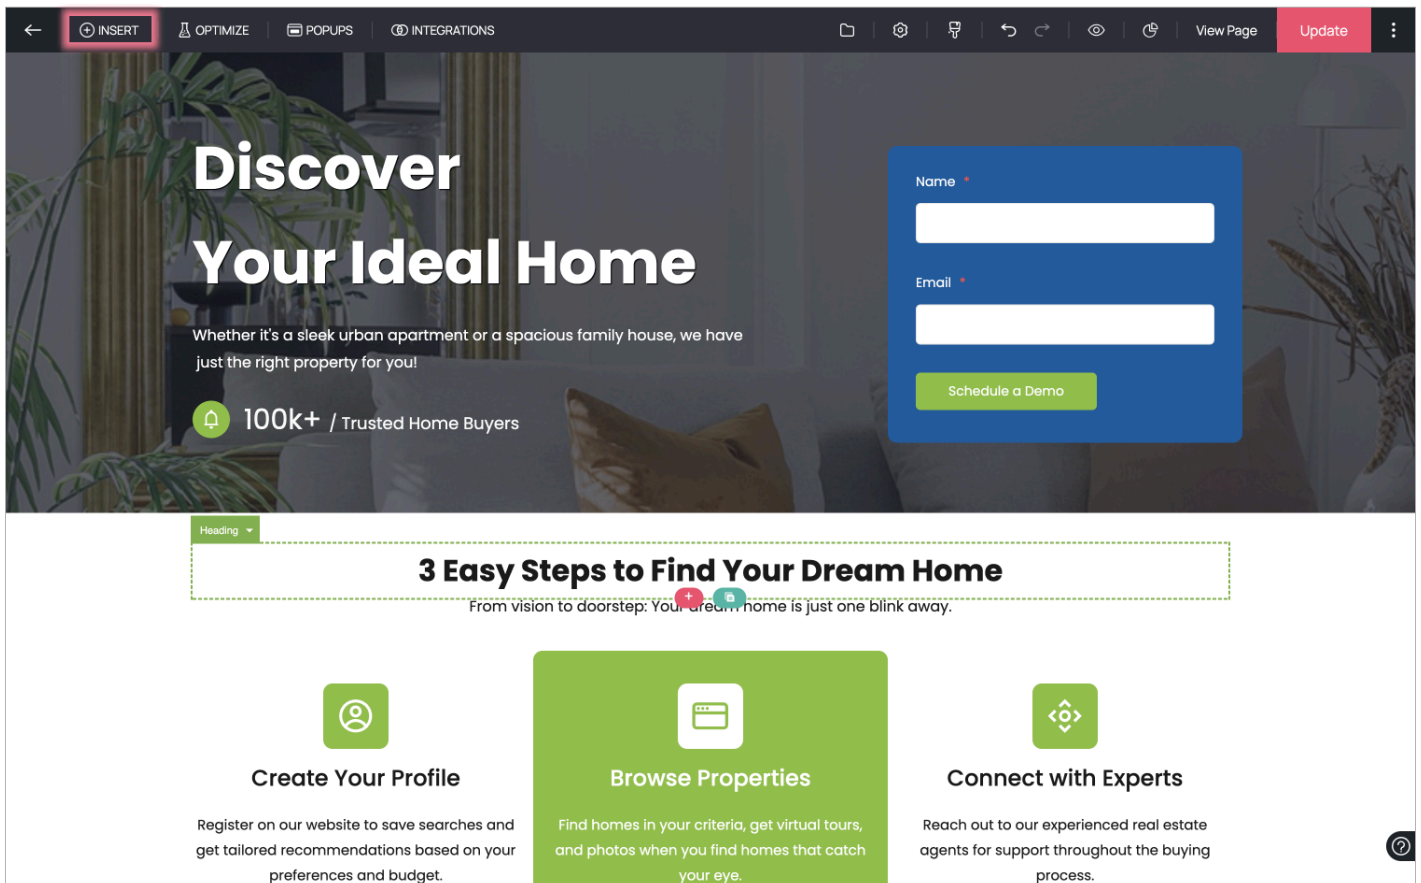 INSERT
OPTIMIZE
POPUPS
INTEGRATIONS
View Page
Update
Discover
Your Ideal Home
Whether it's a sleek urban apartment or a spacious family house, we have
just the right property for you!
100k+ / Trusted Home Buyers
Name *
Email *
Schedule a Demo
Heading
3 Easy Steps to Find Your Dream Home
From vision to doorstep: Your dream home is just one blink away.
Create Your Profile
Register on our website to save searches and
get tailored recommendations based on your
preferences and budget.
Browse Properties
Find homes in your criteria, get virtual tours,
and photos when you find homes that catch
your eye.
Connect with Experts
Reach out to our experienced real estate
agents for support throughout the buying
process.